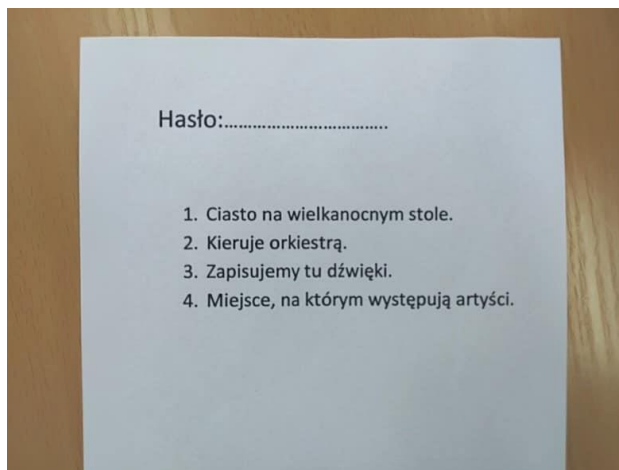 Hasło:....................................
1. Ciasto na wielkanocnym stole.
2. Kieruje orkiestrą.
3. Zapisujemy tu dźwięki.
4. Miejsce, na którym występują artyści.